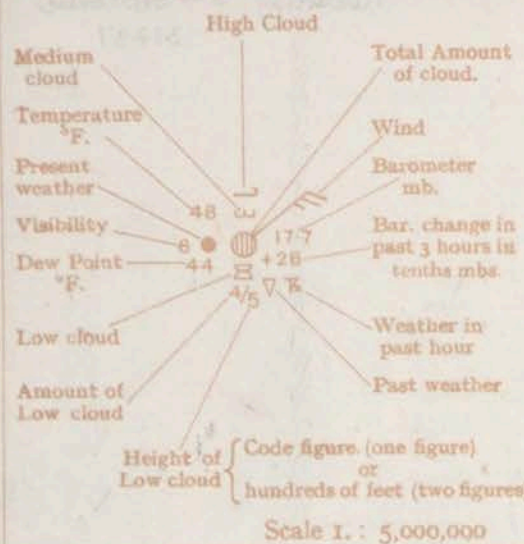 High Cloud
Medium
cloud
Total Amount
of cloud.
Temperature
°F.
Wind
Present
weather
Barometer
mb.
48
Visibility
6
17·7
Bar. change in
past 3 hours in
tenths mbs.
Dew Point
°F.
44
+28
4/5
Low cloud
Weather in
past hour
Amount of
Low cloud
Past weather
Height of
Low cloud
Code figure. (one figure)
or
hundreds of feet (two figures
Scale 1. : 5,000,000